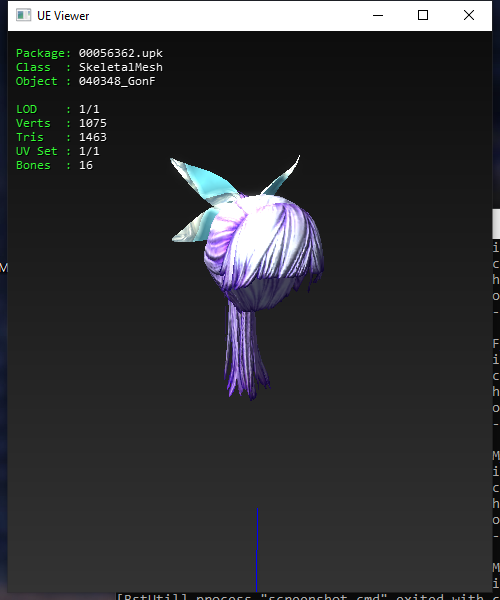 UE Viewer
Package: 00056362.upk
Class  : SkeletalMesh
Object : 040348_GonF
LOD    : 1/1
Verts  : 1075
Tris   : 1463
UV Set : 1/1
Bones  : 16
M
i
c
h
o
-
F
i
c
h
o
-
M
i
c
h
o
-
M
i
[BstUtil] process "screenshot.cmd" exited with c